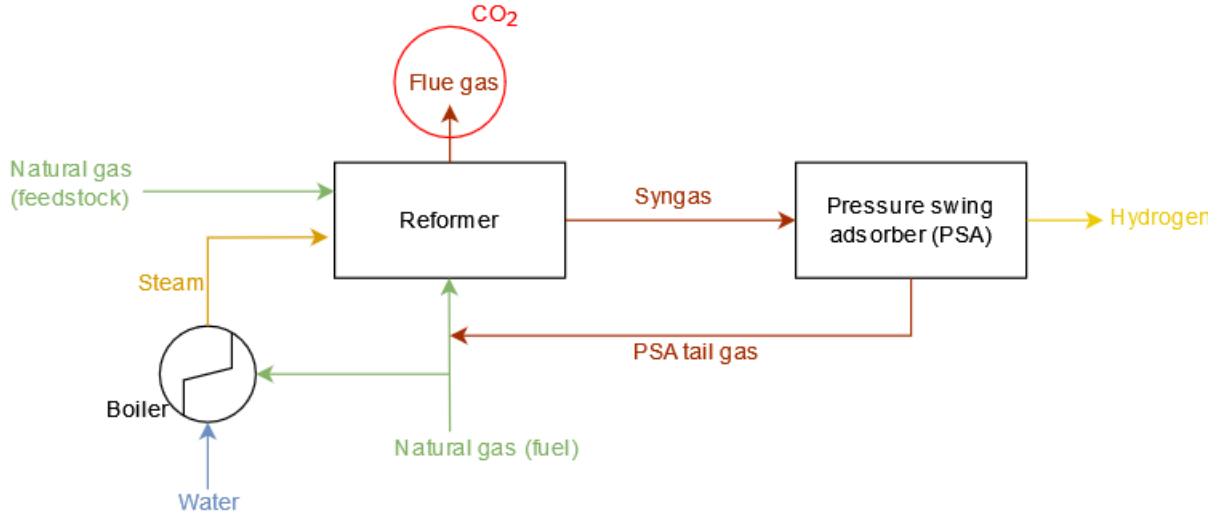 CO2
Flue gas
Natural gas
(feedstock)
Reformer
Syngas
Pressure swing
adsorber (PSA)
Hydrogen
Steam
PSA tail gas
Boiler
Natural gas (fuel)
Water